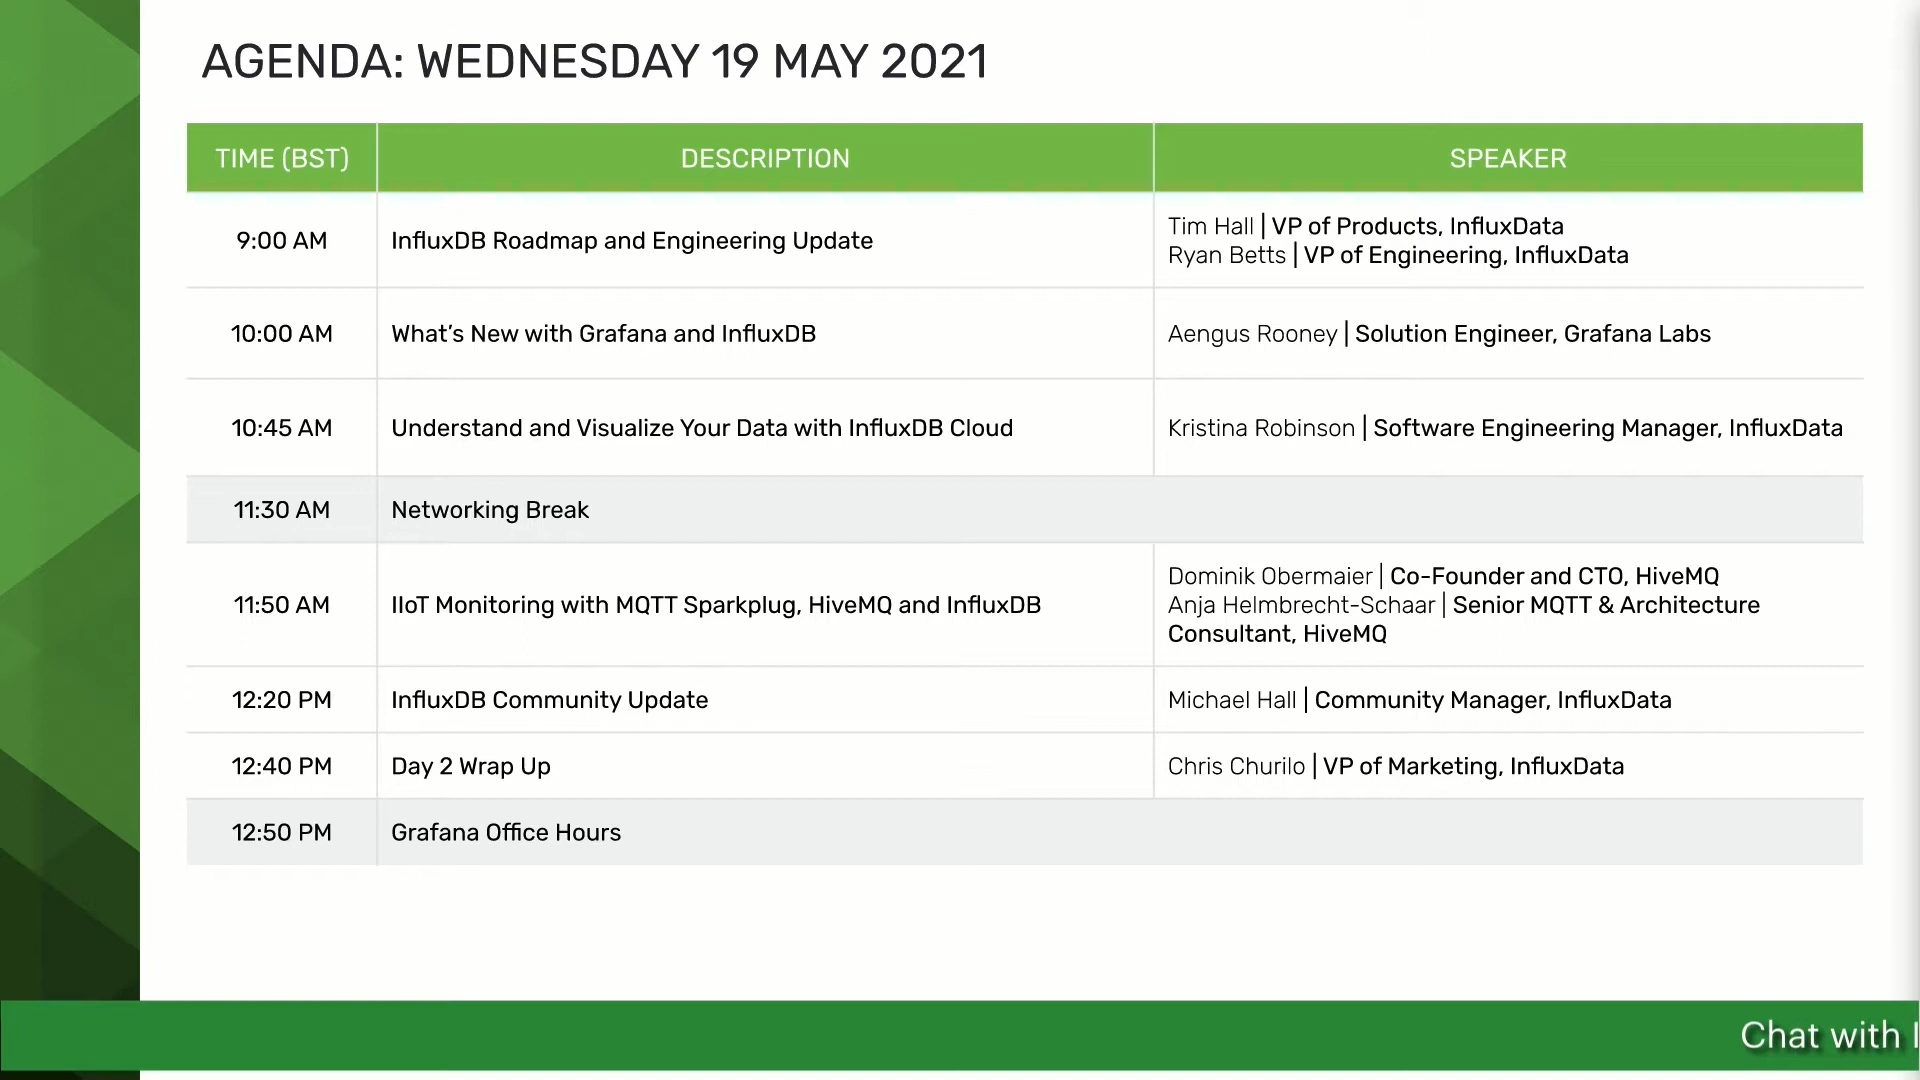 AGENDA: WEDNESDAY 19 MAY 2021
TIME (BST) DESCRIPTION SPEAKER
9:00 AM InfluxDB Roadmap and Engineering Update Tim Hall | VP of Products, InfluxData
Ryan Betts | VP of Engineering, InfluxData
10:00 AM What's New with Grafana and InfluxDB Aengus Rooney | Solution Engineer, Grafana Labs
10:45 AM Understand and Visualize Your Data with InfluxDB Cloud Kristina Robinson | Software Engineering Manager, InfluxData
11:30 AM Networking Break
11:50 AM IIoT Monitoring with MQTT Sparkplug, HiveMQ and InfluxDB Dominik Obermaier | Co-Founder and CTO, HiveMQ
Anja Helmbrecht-Schaar | Senior MQTT & Architecture
Consultant, HiveMQ
12:20 PM InfluxDB Community Update Michael Hall | Community Manager, InfluxData
12:40 PM Day 2 Wrap Up Chris Churilo | VP of Marketing, InfluxData
12:50 PM Grafana Office Hours
Chat with